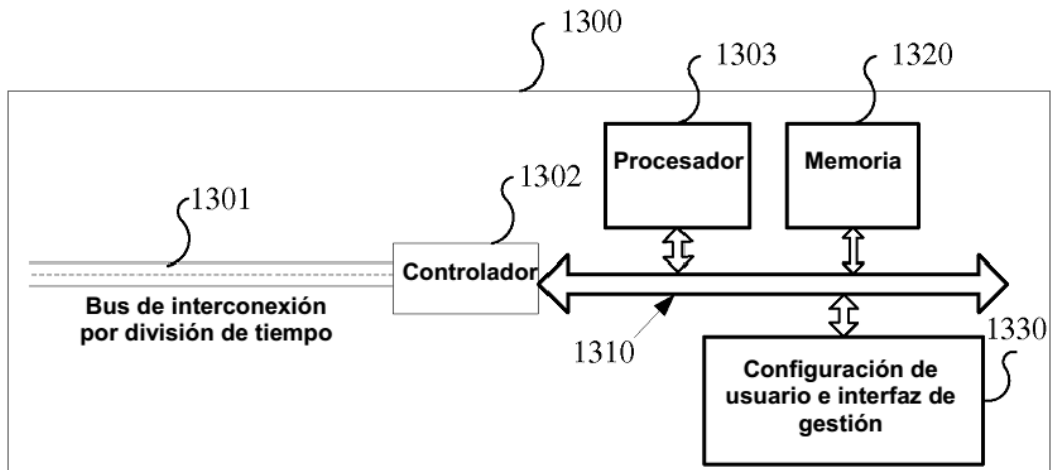 1300
1303
1320
Procesador
Memoria
1302
1301
Controlador
Bus de interconexión
por división de tiempo
1310
1330
Configuración de
usuario e interfaz de
gestión